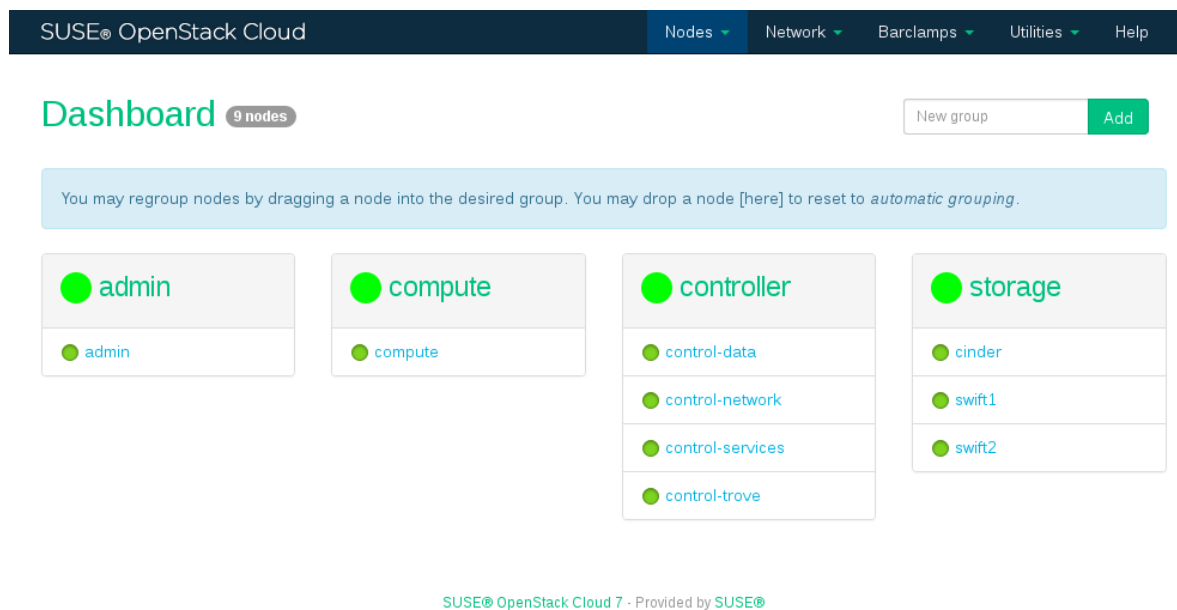 SUSE® OpenStack Cloud
Nodes Network Barclamps Utilities Help
Dashboard 9 nodes
New group Add
You may regroup nodes by dragging a node into the desired group. You may drop a node [here] to reset to automatic grouping.
admin
admin
compute
compute
controller
control-data
control-network
control-services
control-trove
storage
cinder
swift1
swift2
SUSE® OpenStack Cloud 7 - Provided by SUSE®